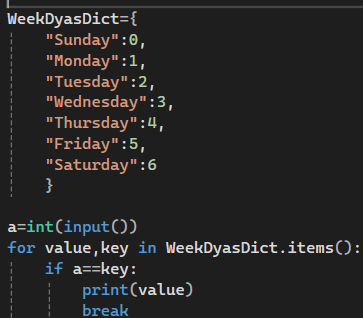 WeekDyasDict={
    "Sunday":0,
    "Monday":1,
    "Tuesday":2,
    "Wednesday":3,
    "Thursday":4,
    "Friday":5,
    "Saturday":6
    }

a=int(input())
for value,key in WeekDyasDict.items():
    if a==key:
        print(value)
        break